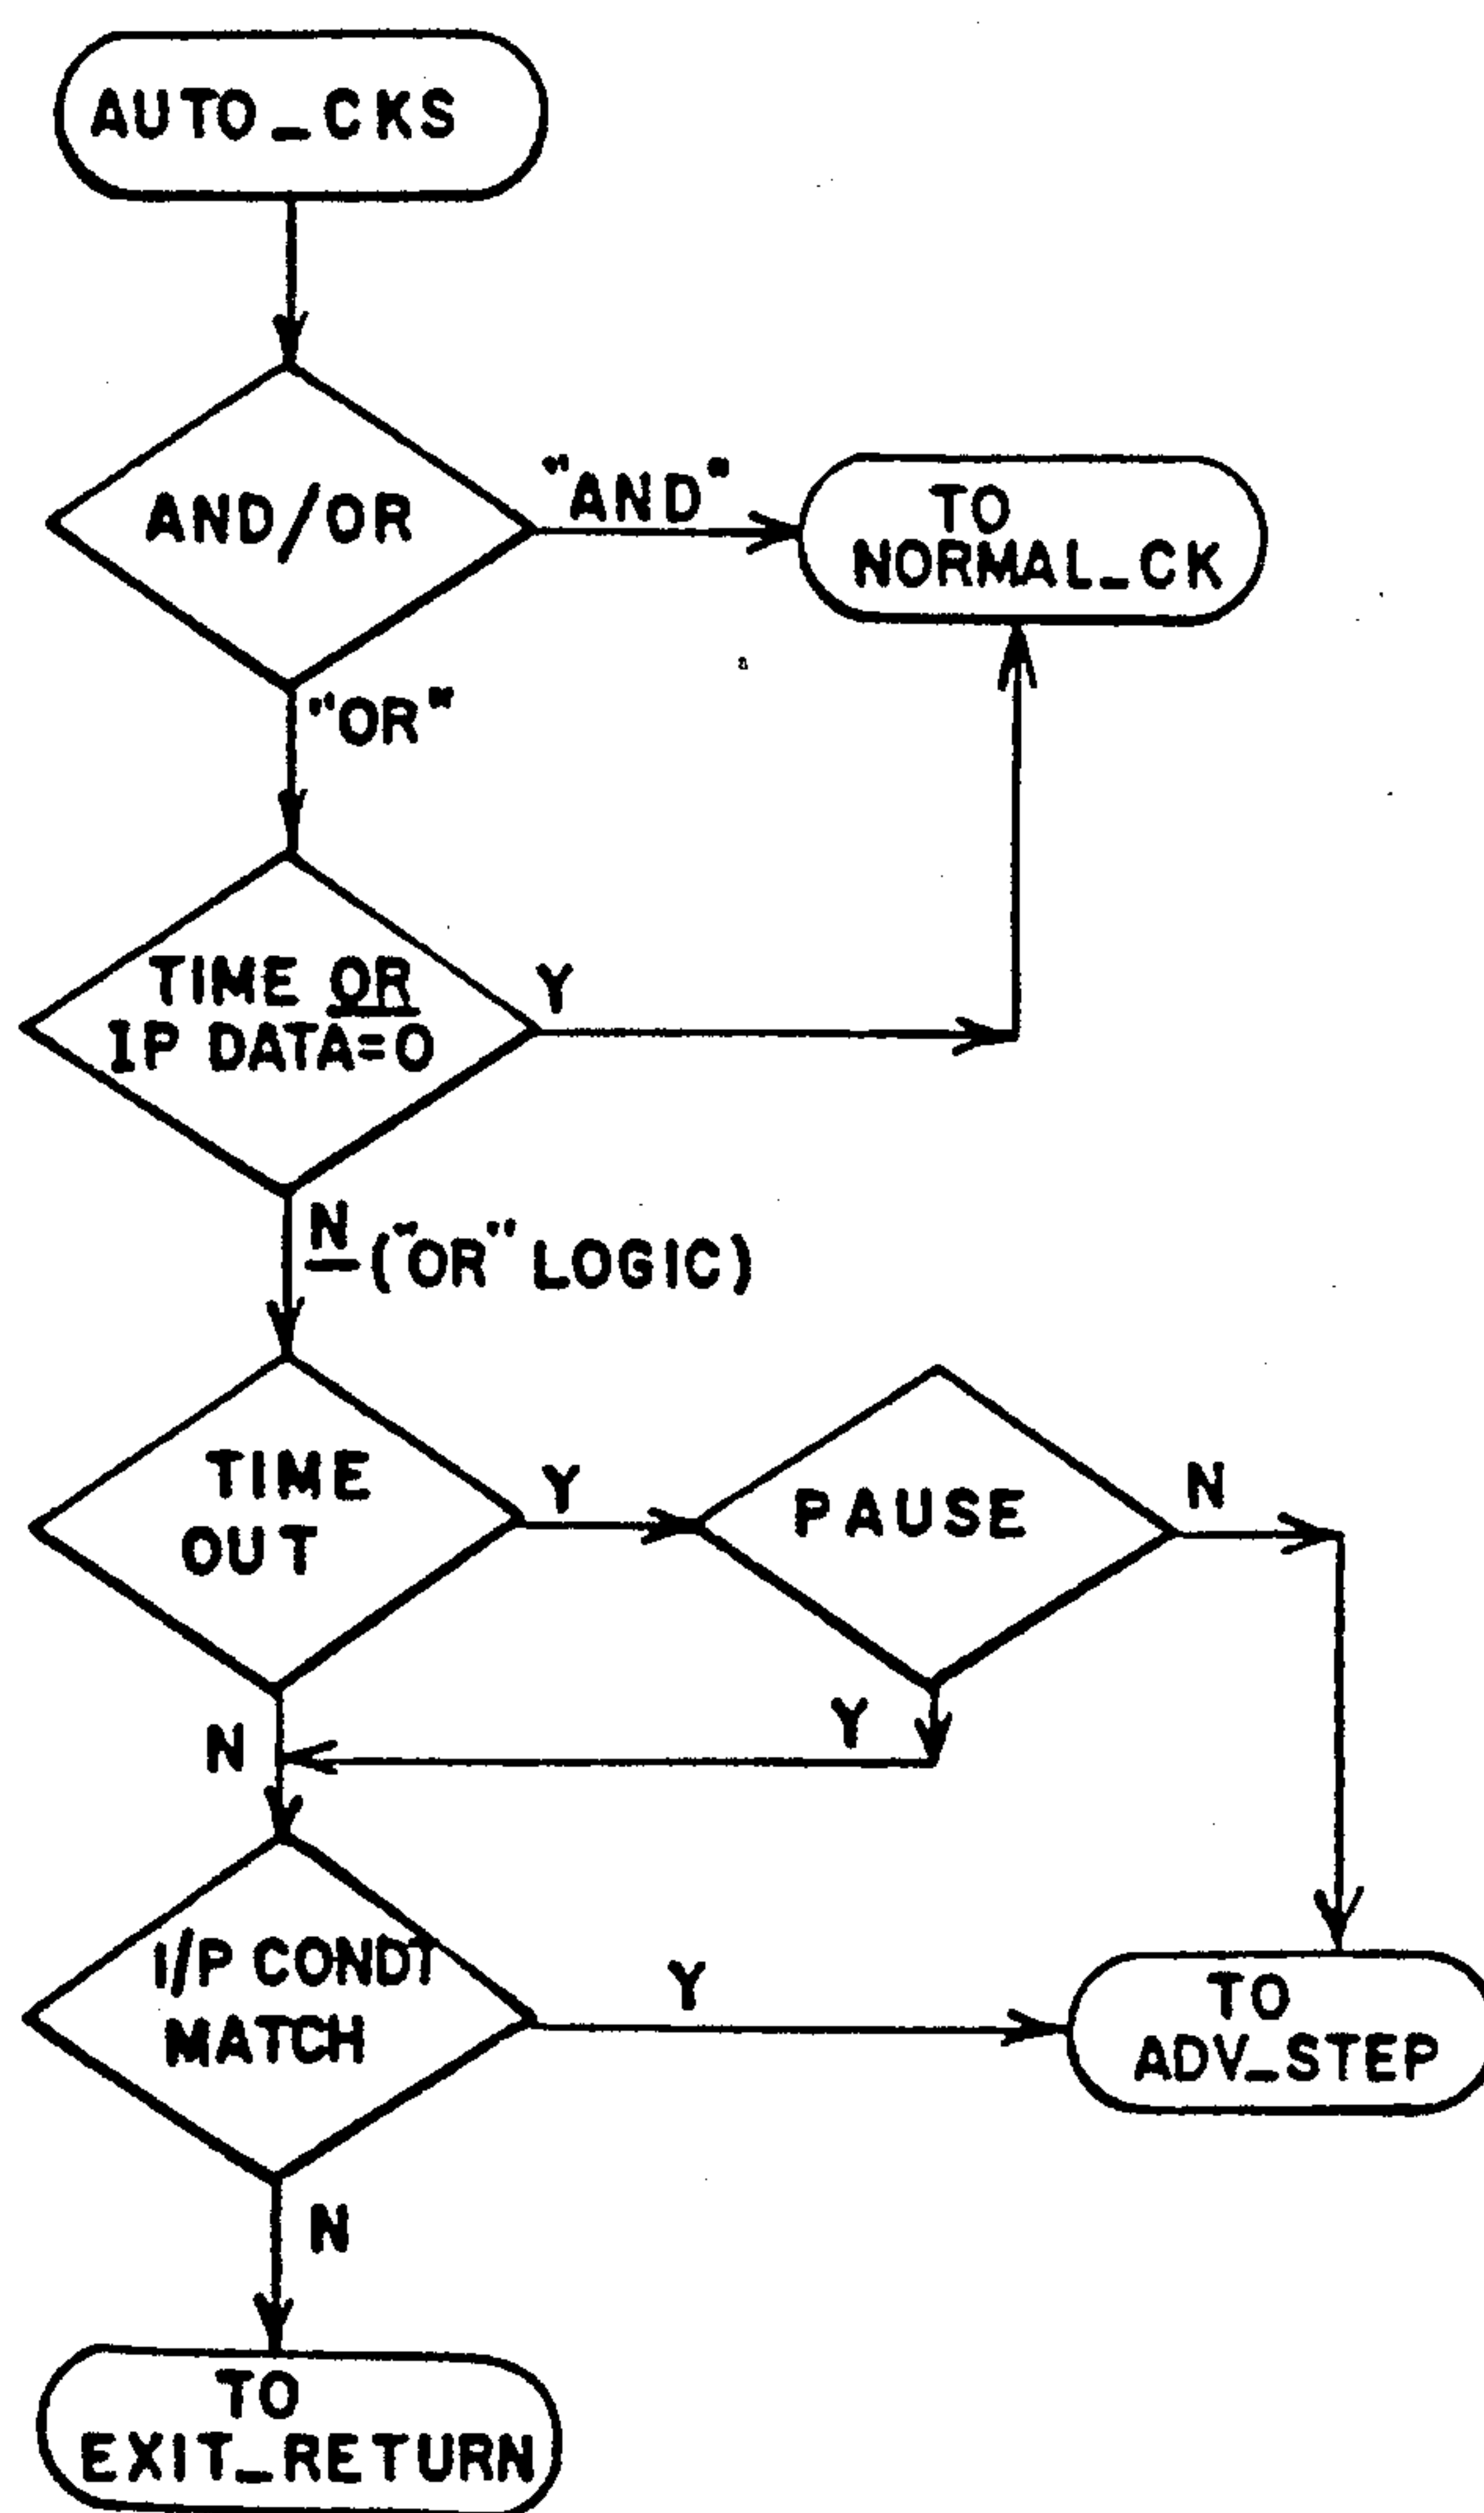 AUTO_CKS
AND/OR
"AND"
TO
NORMAL_CK
"OR"
TIME OR
IP DATA=0
Y
N
("OR" LOGIC)
TIME
OUT
Y
PAUSE
N
Y
N
I/P CONDT
MATCH
Y
TO
ADV_STEP
N
TO
EXIT_RETURN